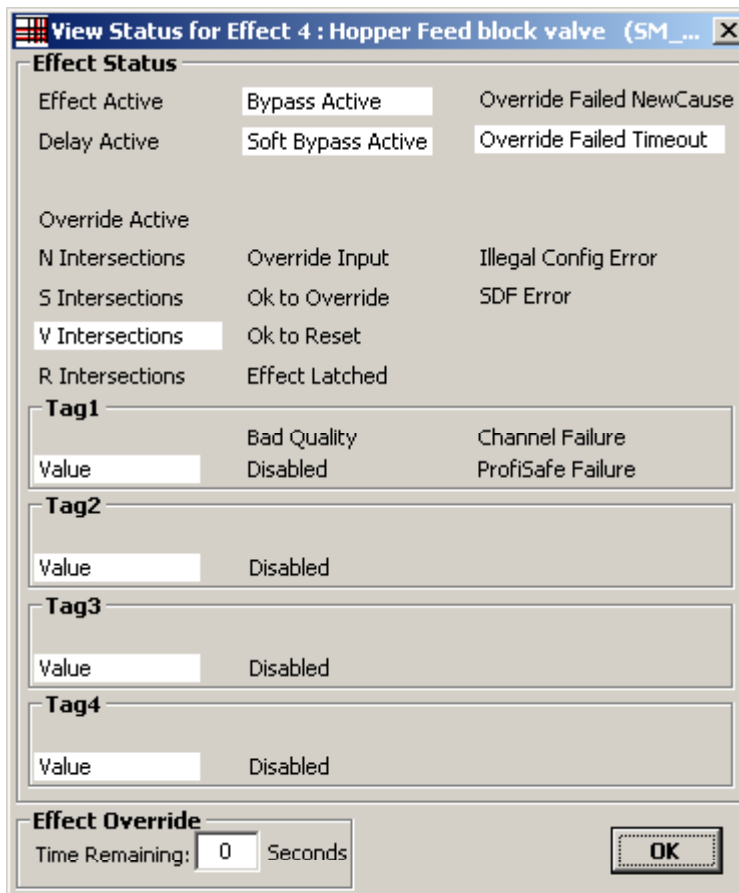 View Status for Effect 4 : Hopper Feed block valve (SM_...
Effect Status
Effect Active Bypass Active Override Failed NewCause
Delay Active Soft Bypass Active Override Failed Timeout
Override Active
N Intersections Override Input Illegal Config Error
S Intersections Ok to Override SDF Error
V Intersections Ok to Reset
R Intersections Effect Latched
Tag1
Bad Quality Channel Failure
Value Disabled ProfiSafe Failure
Tag2
Value Disabled
Tag3
Value Disabled
Tag4
Value Disabled
Effect Override
Time Remaining: 0 Seconds
OK